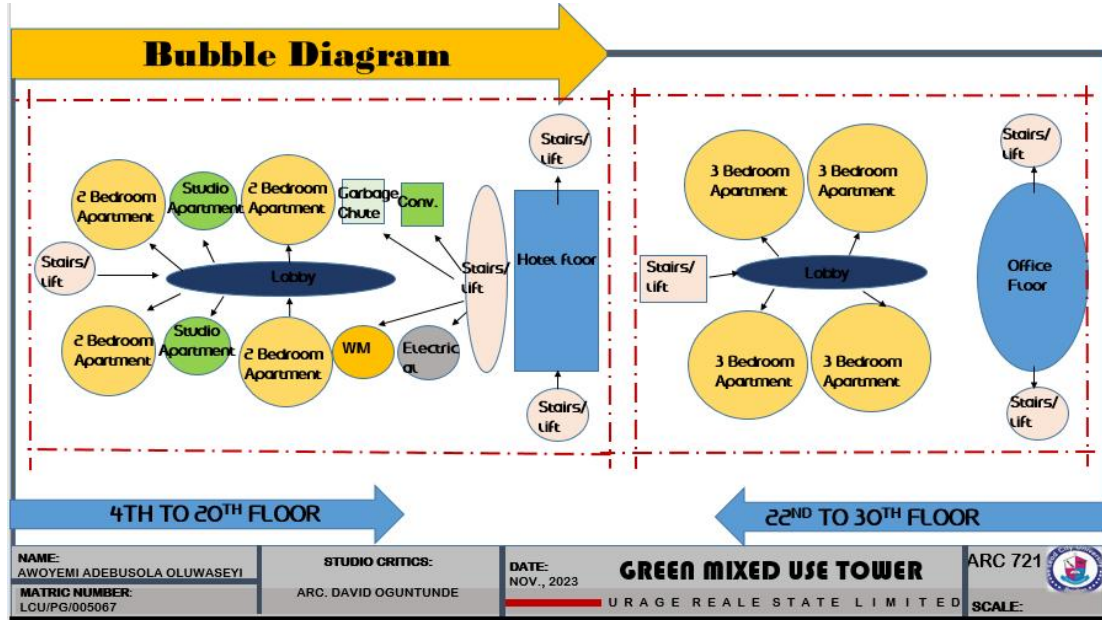 Bubble Diagram
Stairs/
Lift
2 Bedroom
Apartment
Studio
Apartment
2 Bedroom
Apartment
Garbage
Chute
Conv.
Stairs/
Lift
Lobby
Stairs/
Lift
Hotel floor
2 Bedroom
Apartment
Studio
Apartment
2 Bedroom
Apartment
WM
Electric
al
Stairs/
Lift
3 Bedroom
Apartment
3 Bedroom
Apartment
Stairs/
Lift
Stairs/
Lift
Lobby
Office
Floor
3 Bedroom
Apartment
3 Bedroom
Apartment
Stairs/
Lift
4TH TO 20TH FLOOR
22ND TO 30TH FLOOR
NAME:
AWOYEMI ADEBUSOLA OLUWASEYI
MATRIC NUMBER:
LCU/PG/005067
STUDIO CRITICS:
ARC. DAVID OGUNTUNDE
DATE:
NOV., 2023
GREEN MIXED USE TOWER
URAGE REALE STATE LIMITED
ARC 721
SCALE: